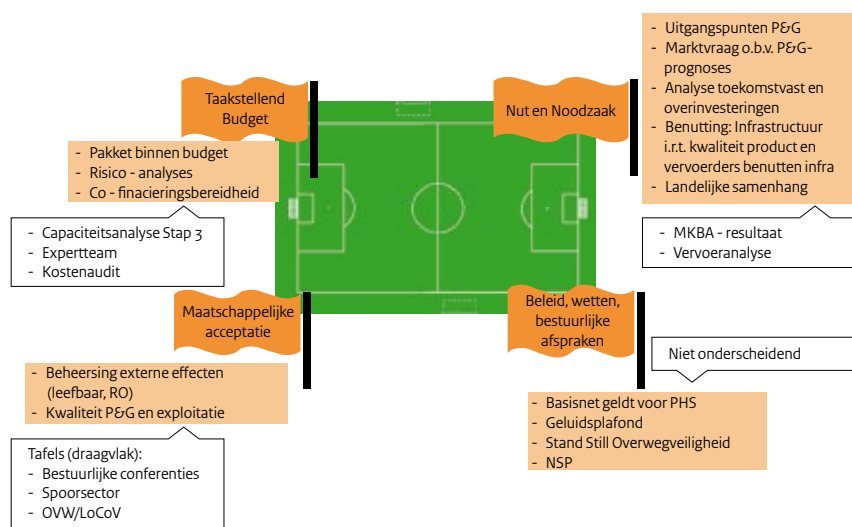 Taakstellend
Budget
- Pakket binnen budget
- Risico - analyses
- Co - finacieringsbereidheid
- Capaciteitsanalyse Stap 3
- Expertteam
- Kostenaudit
Nut en Noodzaak
- Uitgangspunten P&G
- Marktvraag o.b.v. P&G-
prognoses
- Analyse toekomstvast en
overinvesteringen
- Benutting: Infrastructuur
i.r.t. kwaliteit product en
vervoerders benutten infra
- Landelijke samenhang
- MKBA - resultaat
- Vervoeranalyse
Maatschappelijke
acceptatie
- Beheersing externe effecten
(leefbaar, RO)
- Kwaliteit P&G en exploitatie
Tafels (draagvlak):
- Bestuurlijke conferenties
- Spoorsector
- OVW/LoCoV
Beleid, wetten,
bestuurlijke
afspraken
Niet onderscheidend
- Basisnet geldt voor PHS
- Geluidsplafond
- Stand Still Overwegveiligheid
- NSP